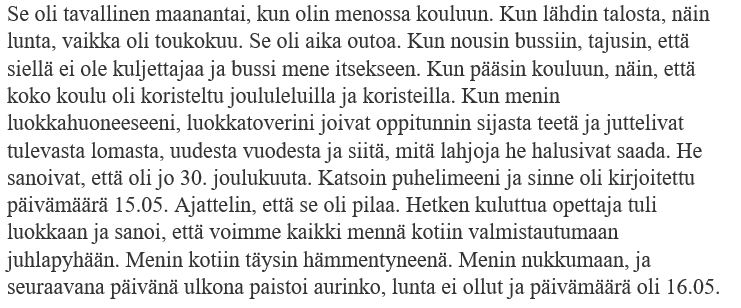 Se oli tavallinen maanantai, kun olin menossa kouluun. Kun lähdin talosta, näin
lunta, vaikka oli toukokuu. Se oli aika outoa. Kun nousin bussiin, tajusin, että
siellä ei ole kuljettajaa ja bussi mene itsekseen. Kun pääsin kouluun, näin, että
koko koulu oli koristeltu joululeluilla ja koristeilla. Kun menin
luokkahuoneeseeni, luokkatoverini joivat oppitunnin sijasta teetä ja juttelivat
tulevasta lomasta, uudesta vuodesta ja siitä, mitä lahjoja he halusivat saada. He
sanoivat, että oli jo 30. joulukuuta. Katsoin puhelimeeni ja sinne oli kirjoitettu
päivämäärä 15.05. Ajattelin, että se oli pilaa. Hetken kuluttua opettaja tuli
luokkaan ja sanoi, että voimme kaikki mennä kotiin valmistautumaan
juhlapyhään. Menin kotiin täysin hämmentyneenä. Menin nukkumaan, ja
seuraavana päivänä ulkona paistoi aurinko, lunta ei ollut ja päivämäärä oli 16.05.